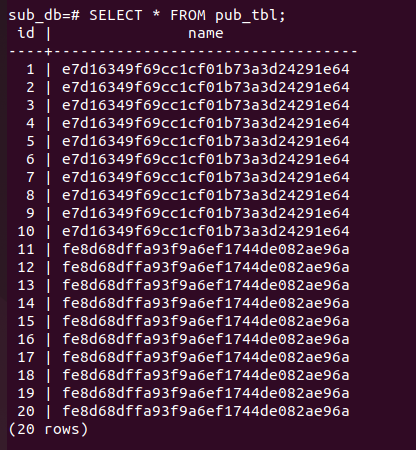 sub_db=# SELECT * FROM pub_tbl;
 id |               name
----+----------------------------------
  1 | e7d16349f69cc1cf01b73a3d24291e64
  2 | e7d16349f69cc1cf01b73a3d24291e64
  3 | e7d16349f69cc1cf01b73a3d24291e64
  4 | e7d16349f69cc1cf01b73a3d24291e64
  5 | e7d16349f69cc1cf01b73a3d24291e64
  6 | e7d16349f69cc1cf01b73a3d24291e64
  7 | e7d16349f69cc1cf01b73a3d24291e64
  8 | e7d16349f69cc1cf01b73a3d24291e64
  9 | e7d16349f69cc1cf01b73a3d24291e64
 10 | e7d16349f69cc1cf01b73a3d24291e64
 11 | fe8d68dffa93f9a6ef1744de082ae96a
 12 | fe8d68dffa93f9a6ef1744de082ae96a
 13 | fe8d68dffa93f9a6ef1744de082ae96a
 14 | fe8d68dffa93f9a6ef1744de082ae96a
 15 | fe8d68dffa93f9a6ef1744de082ae96a
 16 | fe8d68dffa93f9a6ef1744de082ae96a
 17 | fe8d68dffa93f9a6ef1744de082ae96a
 18 | fe8d68dffa93f9a6ef1744de082ae96a
 19 | fe8d68dffa93f9a6ef1744de082ae96a
 20 | fe8d68dffa93f9a6ef1744de082ae96a
(20 rows)